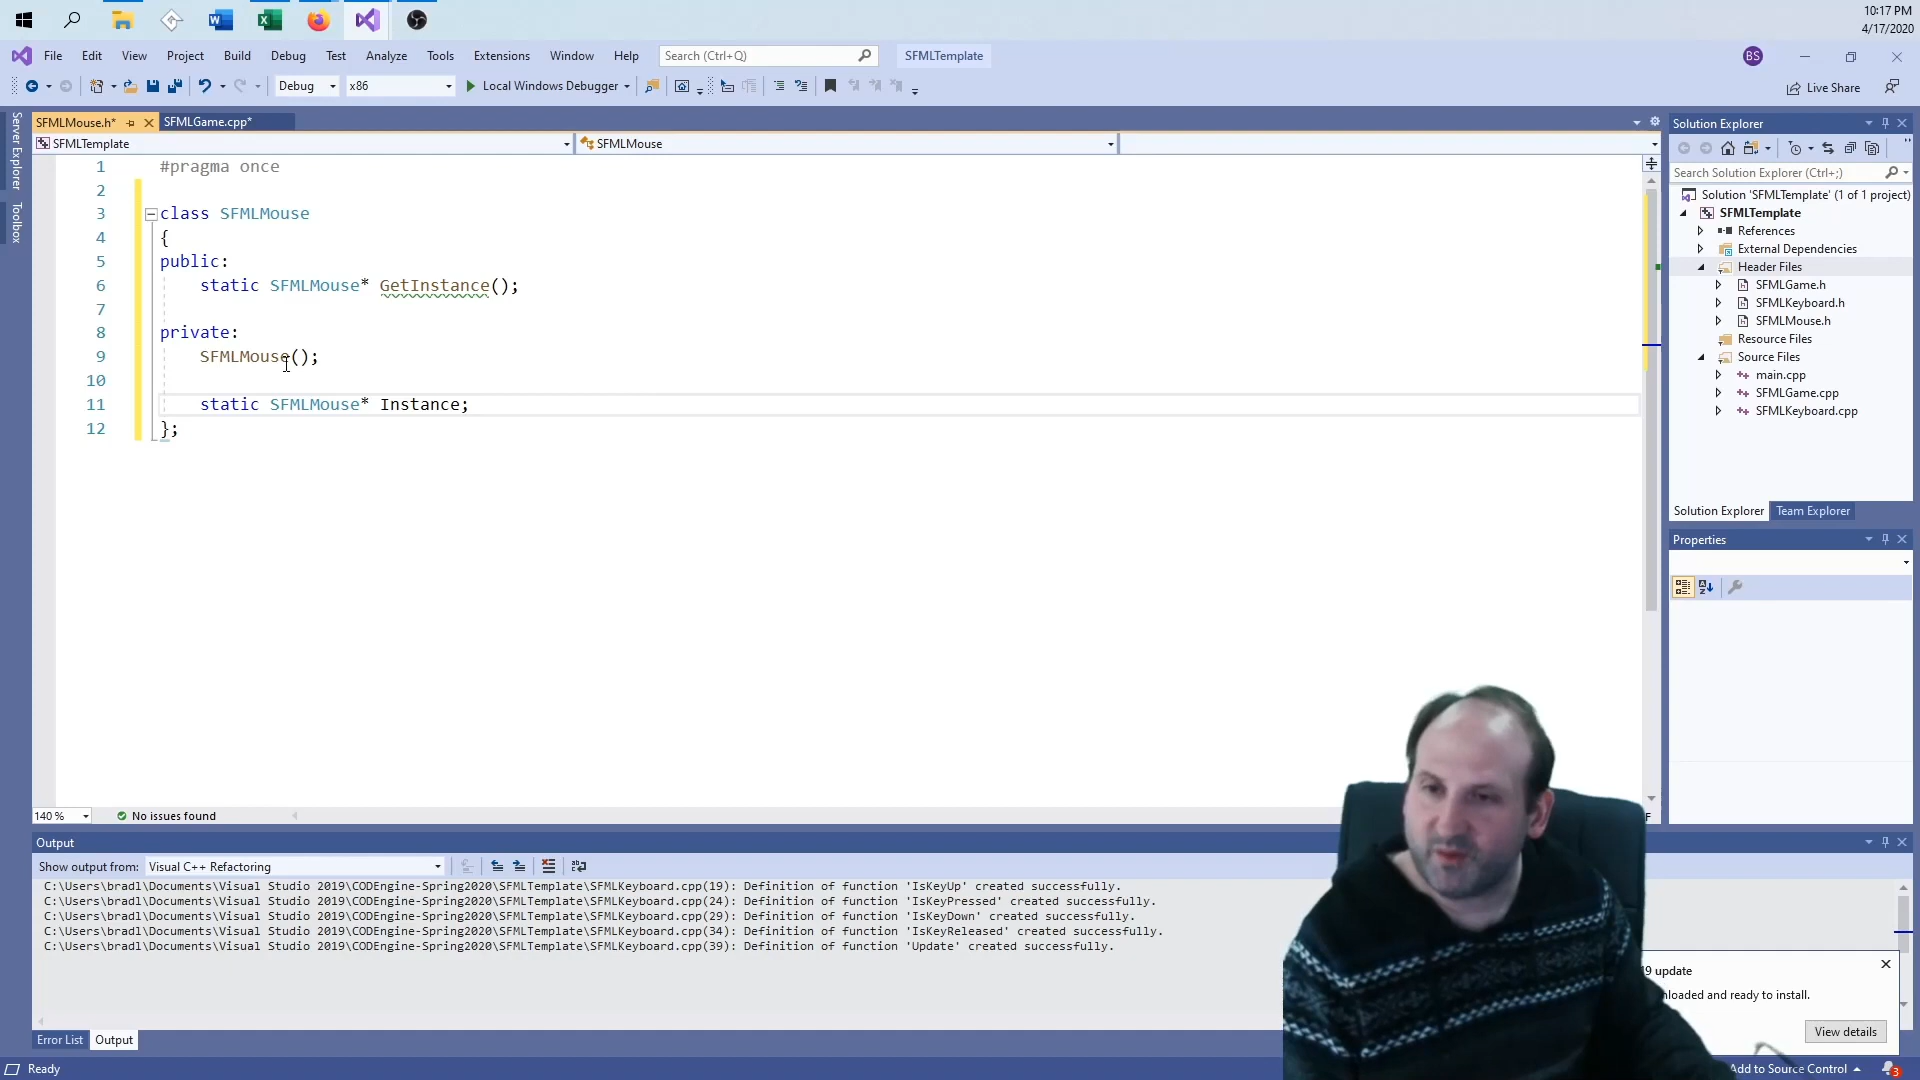 10:17 PM
4/17/2020
File Edit View Project Build Debug Test Analyze Tools Extensions Window Help Search (Ctrl+Q) SFMLTemplate BS
Debug x86 Local Windows Debugger Live Share
Server Explorer
Toolbox
SFMLMouse.h* SFMLGame.cpp*
SFMLTemplate SFMLMouse
1 #pragma once
2
3 class SFMLMouse
4 {
5 public:
6 static SFMLMouse* GetInstance();
7
8 private:
9 SFMLMouse();
10
11 static SFMLMouse* Instance;
12 };
140 % No issues found
Solution Explorer
Search Solution Explorer (Ctrl+;)
Solution 'SFMLTemplate' (1 of 1 project)
SFMLTemplate
References
External Dependencies
Header Files
SFMLGame.h
SFMLKeyboard.h
SFMLMouse.h
Resource Files
Source Files
main.cpp
SFMLGame.cpp
SFMLKeyboard.cpp
Solution Explorer Team Explorer
Properties
Output
Show output from: Visual C++ Refactoring
C:\Users\bradl\Documents\Visual Studio 2019\CODEngine-Spring2020\SFMLTemplate\SFMLKeyboard.cpp(19): Definition of function 'IsKeyUp' created successfully.
C:\Users\bradl\Documents\Visual Studio 2019\CODEngine-Spring2020\SFMLTemplate\SFMLKeyboard.cpp(24): Definition of function 'IsKeyPressed' created successfully.
C:\Users\bradl\Documents\Visual Studio 2019\CODEngine-Spring2020\SFMLTemplate\SFMLKeyboard.cpp(29): Definition of function 'IsKeyDown' created successfully.
C:\Users\bradl\Documents\Visual Studio 2019\CODEngine-Spring2020\SFMLTemplate\SFMLKeyboard.cpp(34): Definition of function 'IsKeyReleased' created successfully.
C:\Users\bradl\Documents\Visual Studio 2019\CODEngine-Spring2020\SFMLTemplate\SFMLKeyboard.cpp(39): Definition of function 'Update' created successfully.
Error List Output
update
and ready to install.
View details
Ready
Add to Source Control 3